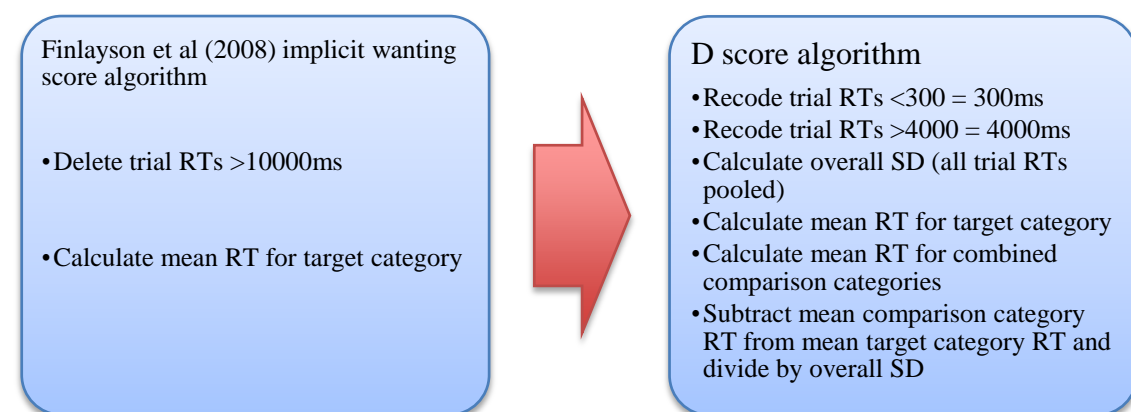 Finlayson et al (2008) implicit wanting
score algorithm
•Delete trial RTs >10000ms
•Calculate mean RT for target category
D score algorithm
•Recode trial RTs <300 = 300ms
•Recode trial RTs >4000 = 4000ms
•Calculate overall SD (all trial RTs
pooled)
•Calculate mean RT for target category
•Calculate mean RT for combined
comparison categories
•Subtract mean comparison category
RT from mean target category RT and
divide by overall SD